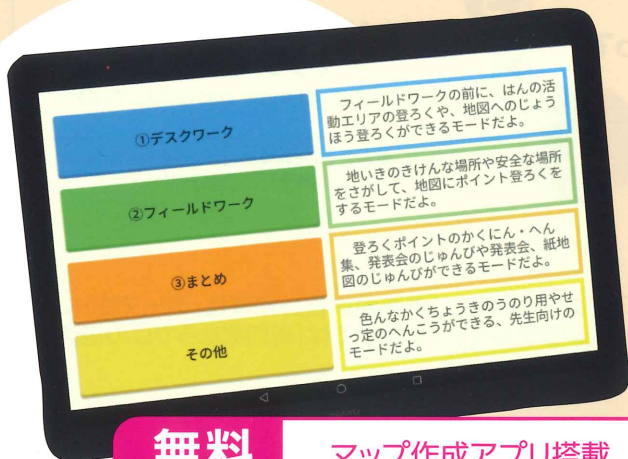 ①デスクワーク
フィールドワークの前に、はんの活
動エリアの登ろくや、地図へのじょう
ほう登ろくができるモードだよ。
②フィールドワーク
地いきのきけんな場所や安全な場所
をさがして、地図にポイント登ろくを
するモードだよ。
③まとめ
登ろくポイントのかくにん・へん
集、発表会のじゅんびや発表会、紙地
図のじゅんびができるモードだよ。
その他
色んなかくちょうきのうのり用やせ
っ定のへんこうができる、先生向けの
モードだよ。
無料
マップ作成アプリ搭載